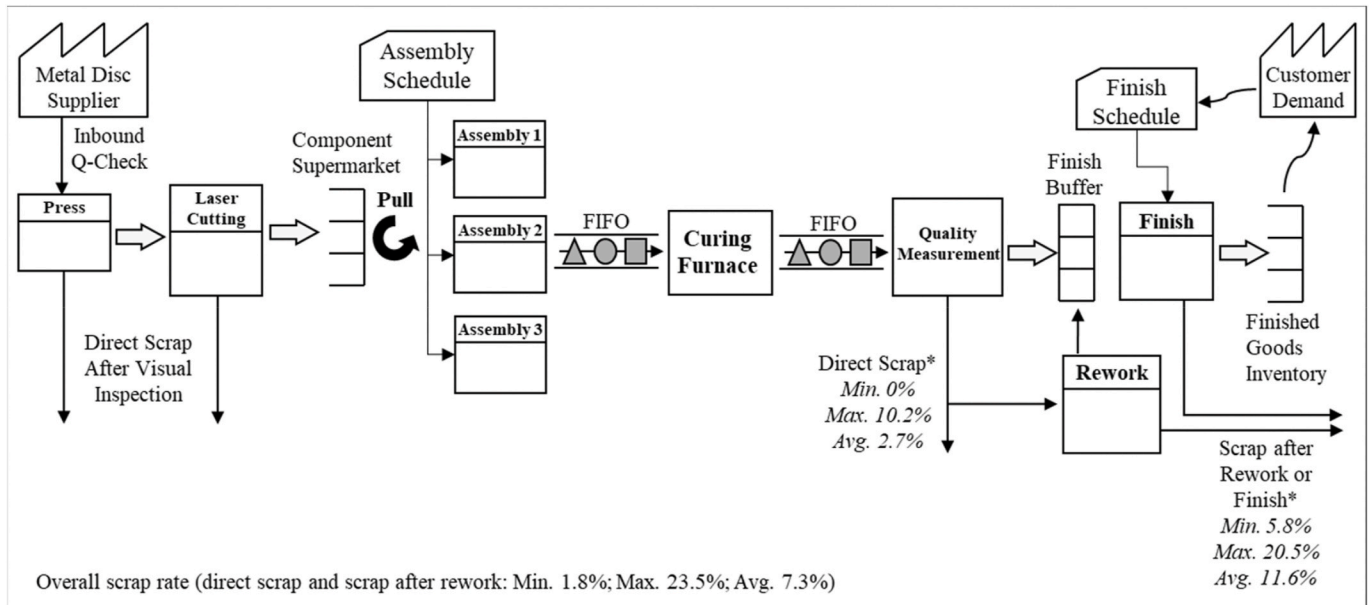 Metal Disc
Supplier
Inbound
Q-Check
Press
Laser
Cutting
Direct Scrap
After Visual
Inspection
Component
Supermarket
Pull
Assembly
Schedule
Assembly 1
Assembly 2
Assembly 3
FIFO
Curing
Furnace
FIFO
Quality
Measurement
Direct Scrap*
Min. 0%
Max. 10.2%
Avg. 2.7%
Finish
Buffer
Rework
Finish
Schedule
Customer
Demand
Finish
Finished
Goods
Inventory
Scrap after
Rework or
Finish*
Min. 5.8%
Max. 20.5%
Avg. 11.6%
Overall scrap rate (direct scrap and scrap after rework: Min. 1.8%; Max. 23.5%; Avg. 7.3%)